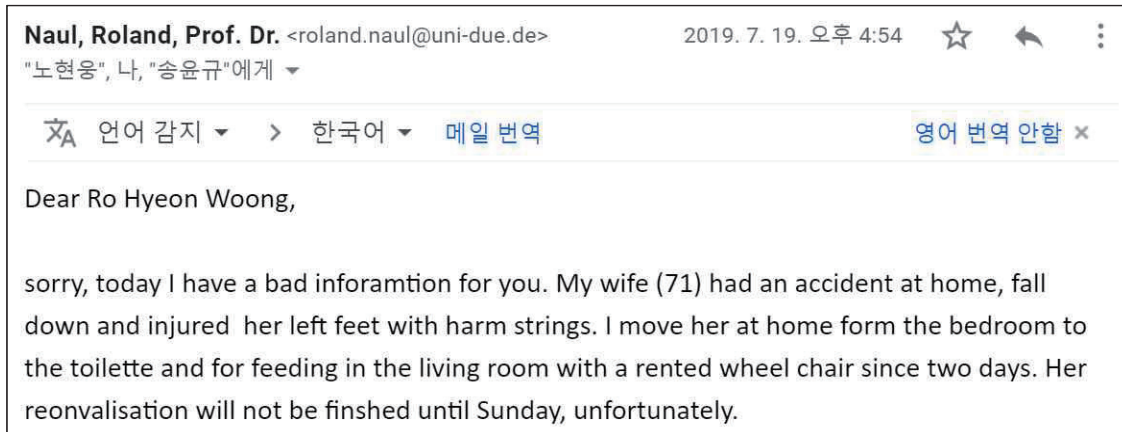 Naul, Roland, Prof. Dr. <roland.naul@uni-due.de> 2019. 7. 19. 오후 4:54
"노현웅", 나, "송윤규"에게
언어 감지 > 한국어 메일 번역 영어 번역 안함 ×
Dear Ro Hyeon Woong,
sorry, today I have a bad inforamtion for you. My wife (71) had an accident at home, fall
down and injured her left feet with harm strings. I move her at home form the bedroom to
the toilette and for feeding in the living room with a rented wheel chair since two days. Her
reonvalisation will not be finshed until Sunday, unfortunately.